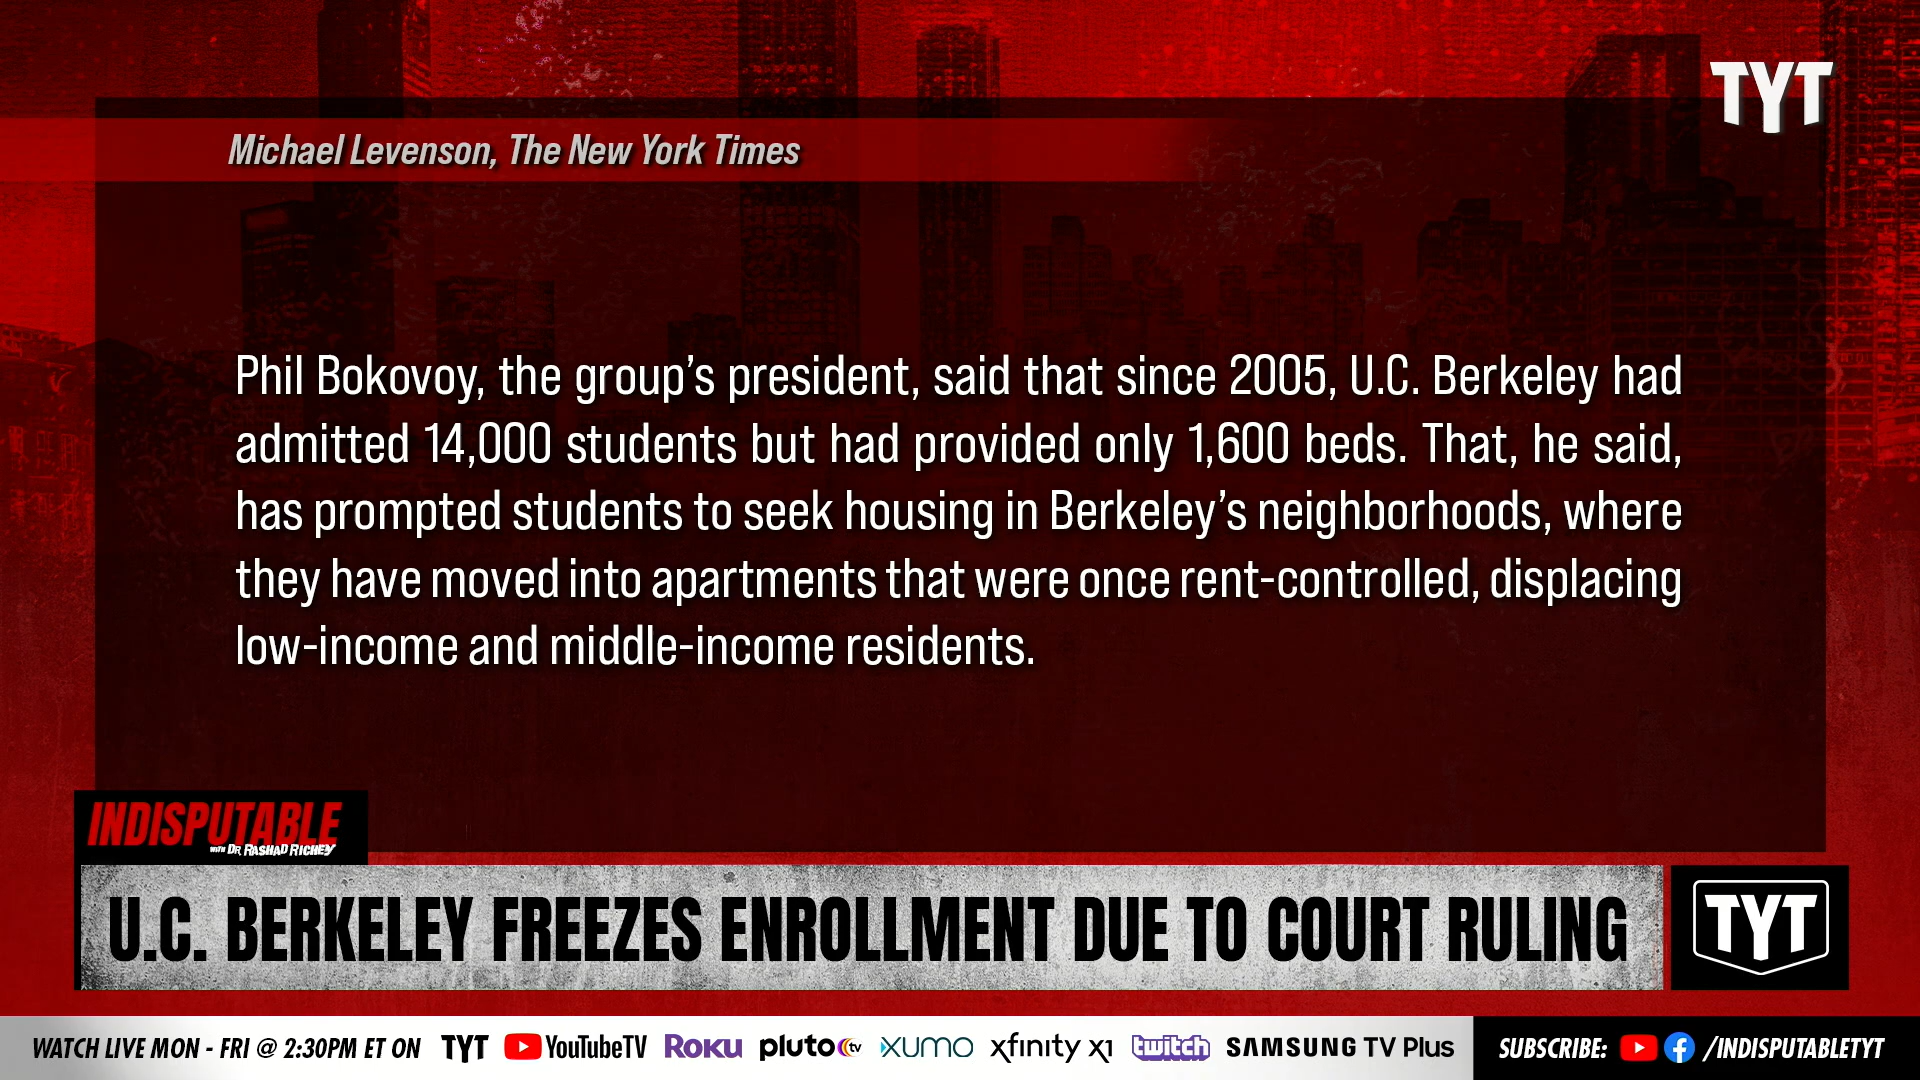 TYT
Michael Levenson, The New York Times
Phil Bokovoy, the group’s president, said that since 2005, U.C. Berkeley had
admitted 14,000 students but had provided only 1,600 beds. That, he said,
has prompted students to seek housing in Berkeley’s neighborhoods, where
they have moved into apartments that were once rent-controlled, displacing
low-income and middle-income residents.
INDISPUTABLE
WITH DR RASHAD RICHEY
U.C. BERKELEY FREEZES ENROLLMENT DUE TO COURT RULING
TYT
WATCH LIVE MON - FRI @ 2:30PM ET ON TYT YouTubeTV Roku pluto tv xumo xfinity x1 twitch SAMSUNG TV Plus SUBSCRIBE: /INDISPUTABLETYT